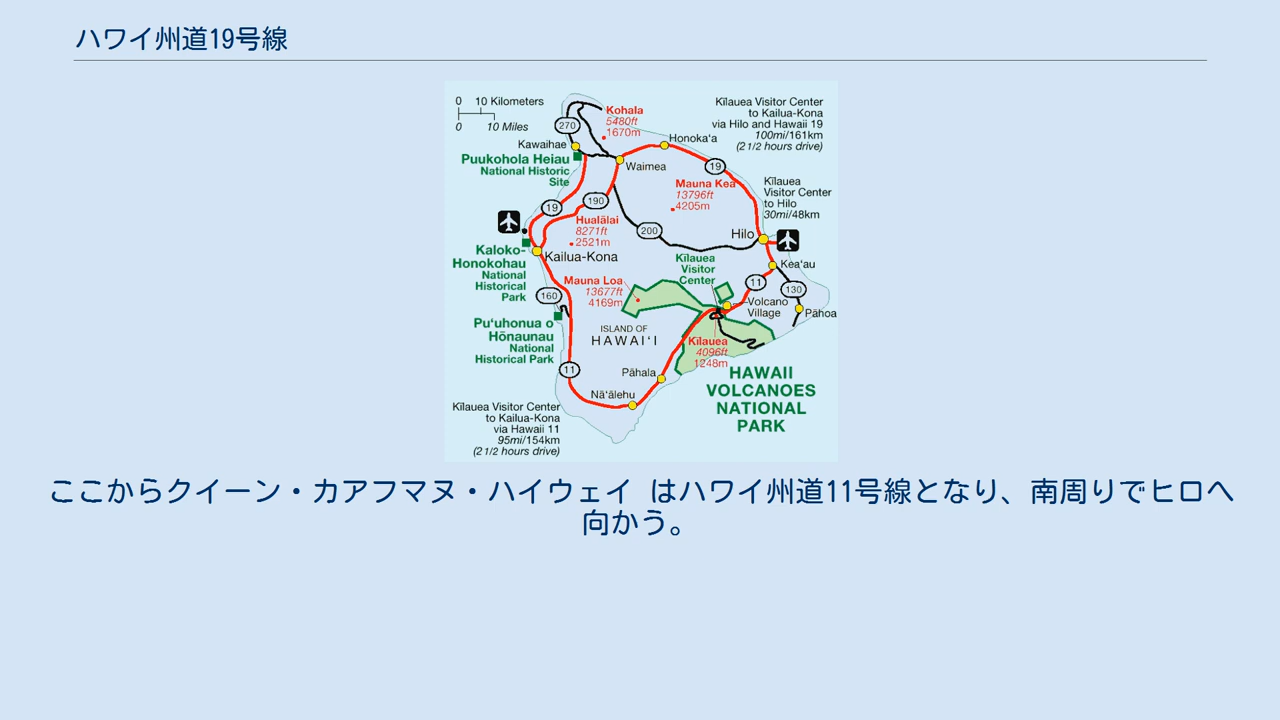 ハワイ州道19号線
0 10 Kilometers
0 10 Miles
Kīlauea Visitor Center
to Kailua-Kona
via Hilo and Hawaii 19
100mi/161km
(2 1/2 hours drive)
Kohala
5480ft
1670m
270
Kawaihae
Honoka‘a
Puukohola Heiau
National Historic
Site
Waimea
19
Mauna Kea
13796ft
4205m
Kīlauea
Visitor Center
to Hilo
30mi/48km
19
190
Hualālai
8271ft
2521m
200
Hilo
Kaloko-
Honokohau
National
Historical
Park
Kailua-Kona
Kīlauea
Visitor
Center
Kea‘au
Mauna Loa
13677ft
4169m
11
130
160
Volcano
Village
Pāhoa
Pu‘uhonua o
Hōnaunau
National
Historical Park
ISLAND OF
HAWAI‘I
Kīlauea
4096ft
1248m
11
Pāhala
HAWAII
VOLCANOES
NATIONAL
PARK
Nā‘ālehu
Kīlauea Visitor Center
to Kailua-Kona
via Hawaii 11
95mi/154km
(2 1/2 hours drive)
ここからクイーン・カアフマヌ・ハイウェイ はハワイ州道11号線となり、南周りでヒロへ
向かう。